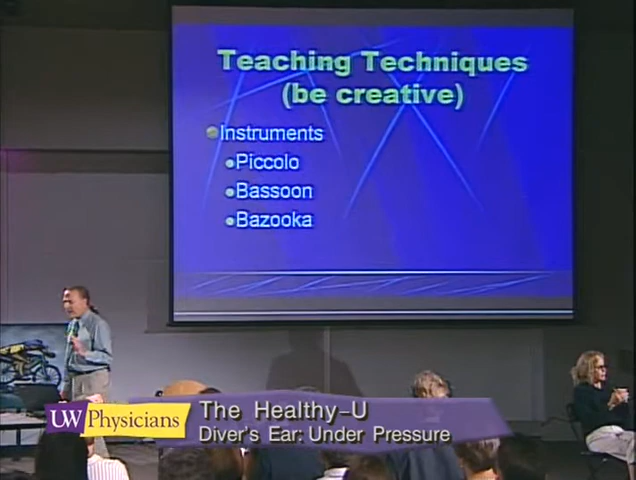 Teaching Techniques
(be creative)
Instruments
Piccolo
Bassoon
Bazooka
UW Physicians
The Healthy-U
Diver's Ear: Under Pressure